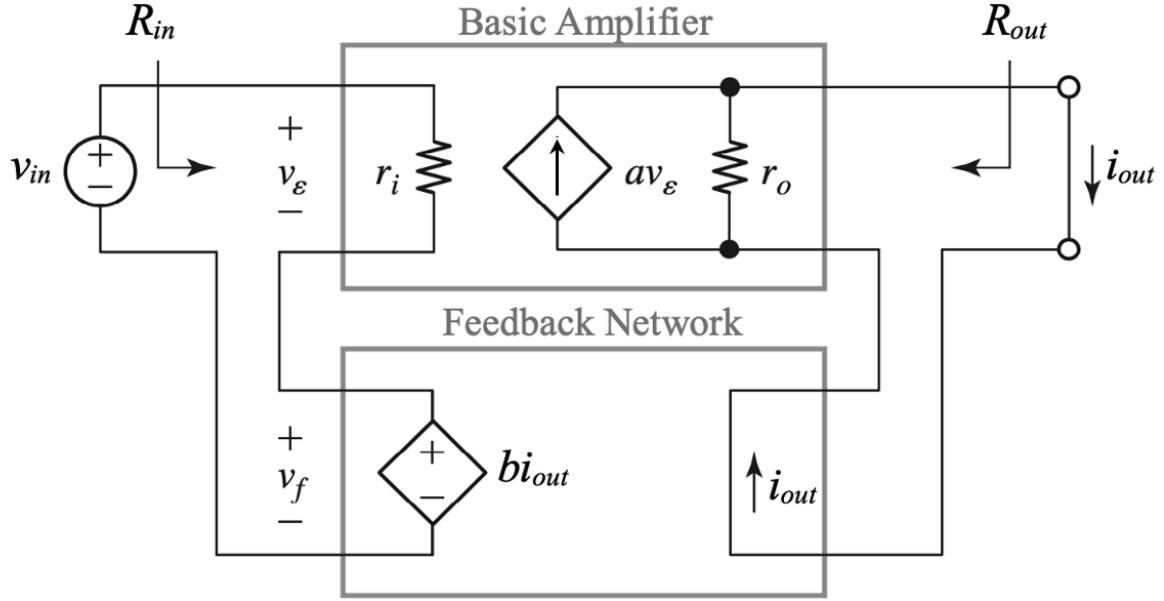 R_in
Basic Amplifier
R_out
+
v_in
+
−
v_ε
−
r_i
av_ε
r_o
i_out
Feedback Network
+
v_f
−
+
−
bi_out
i_out